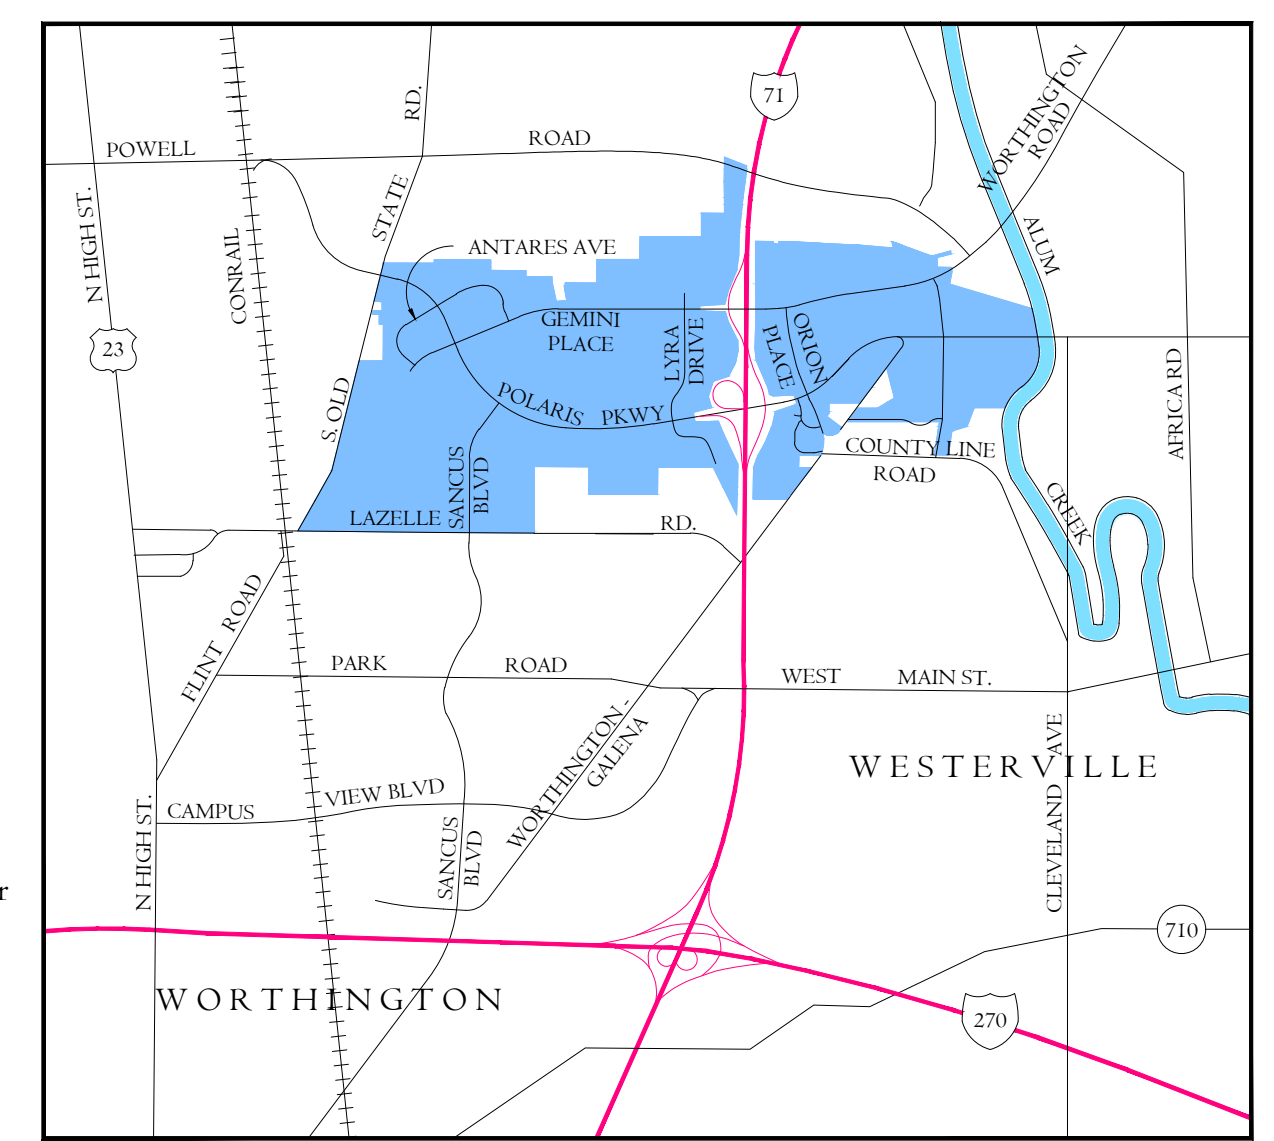 71
WORTHINGTON
ROAD
RD.
POWELL
ROAD
N HIGH ST.
STATE
ALUM
CONRAIL
ANTARES AVE
GEMINI
PLACE
LYRA
DRIVE
ORION
PLACE
23
AFRICA RD
S. OLD
POLARIS PKWY
COUNTY LINE
ROAD
SANCUS
BLVD
CREEK
LAZELLE
RD.
FLINT ROAD
PARK ROAD
WEST MAIN ST.
WORTHINGTON -
GALENA
CLEVELAND AVE
WESTERVILLE
N HIGH ST.
CAMPUS VIEW BLVD
SANCUS
BLVD
r
710
WORTHINGTON
270